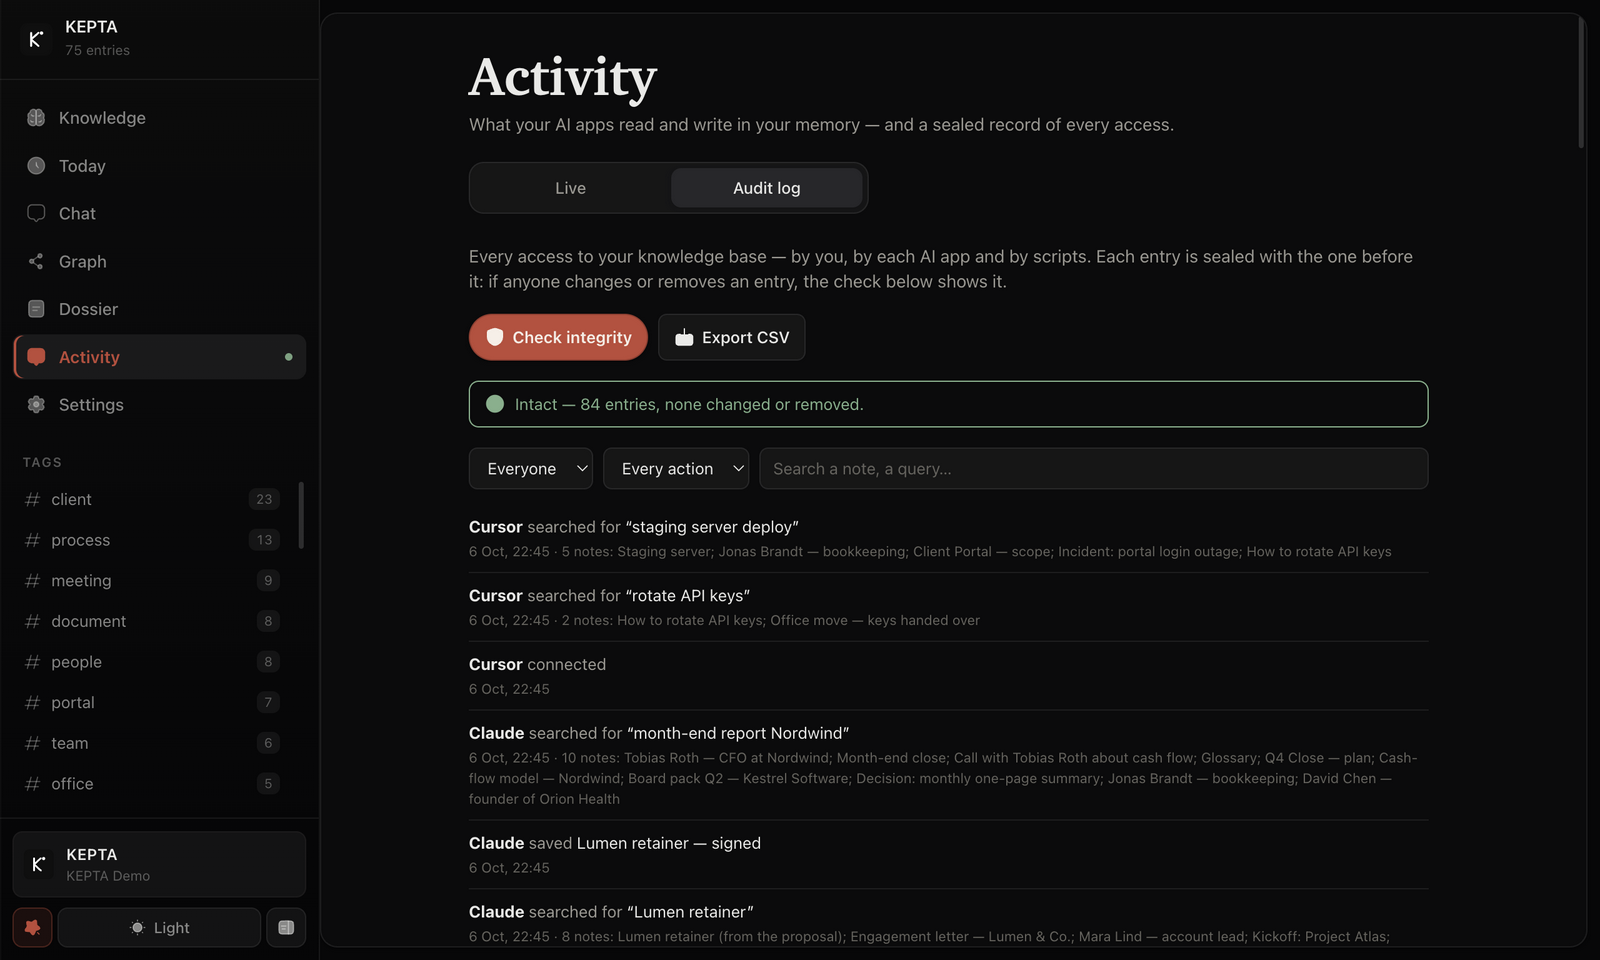 KEPTA
75 entries
Knowledge
Today
Chat
Graph
Dossier
Activity
Settings
TAGS
# client 23
# process 13
# meeting 9
# document 8
# people 8
# portal 7
# team 6
# office 5
KEPTA
KEPTA Demo
Light
Activity
What your AI apps read and write in your memory — and a sealed record of every access.
Live
Audit log
Every access to your knowledge base — by you, by each AI app and by scripts. Each entry is sealed with the one before
it: if anyone changes or removes an entry, the check below shows it.
Check integrity
Export CSV
Intact — 84 entries, none changed or removed.
Everyone
Every action
Search a note, a query...
Cursor searched for “staging server deploy”
6 Oct, 22:45 · 5 notes: Staging server; Jonas Brandt — bookkeeping; Client Portal — scope; Incident: portal login outage; How to rotate API keys
Cursor searched for “rotate API keys”
6 Oct, 22:45 · 2 notes: How to rotate API keys; Office move — keys handed over
Cursor connected
6 Oct, 22:45
Claude searched for “month-end report Nordwind”
6 Oct, 22:45 · 10 notes: Tobias Roth — CFO at Nordwind; Month-end close; Call with Tobias Roth about cash flow; Glossary; Q4 Close — plan; Cash-
flow model — Nordwind; Board pack Q2 — Kestrel Software; Decision: monthly one-page summary; Jonas Brandt — bookkeeping; David Chen —
founder of Orion Health
Claude saved Lumen retainer — signed
6 Oct, 22:45
Claude searched for “Lumen retainer”
6 Oct, 22:45 · 8 notes: Lumen retainer (from the proposal); Engagement letter — Lumen & Co.; Mara Lind — account lead; Kickoff: Project Atlas;